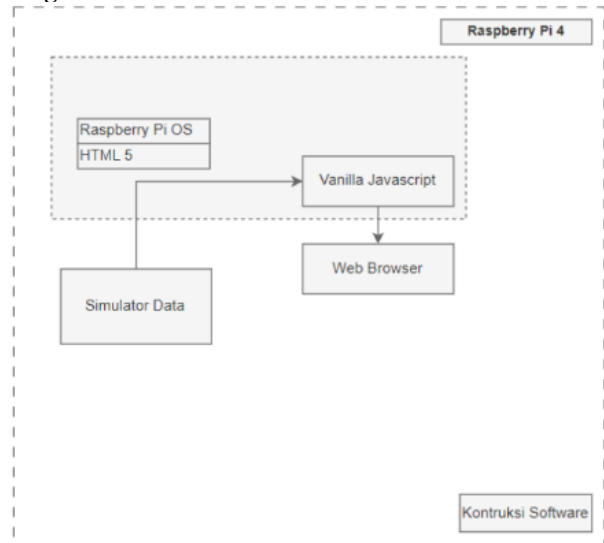 Raspberry Pi 4
Raspberry Pi OS
HTML 5
Vanilla Javascript
Web Browser
Simulator Data
Kontruksi Software